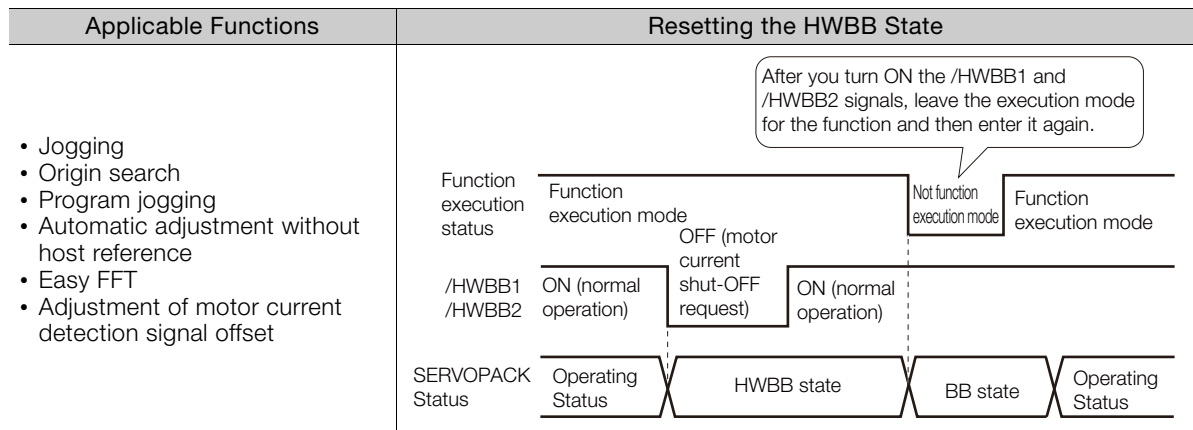 Applicable Functions
Resetting the HWBB State
• Jogging
• Origin search
• Program jogging
• Automatic adjustment without
host reference
• Easy FFT
• Adjustment of motor current
detection signal offset
After you turn ON the /HWBB1 and
/HWBB2 signals, leave the execution mode
for the function and then enter it again.
Function
execution
status
Function
execution mode
Not function
execution mode
Function
execution mode
/HWBB1
/HWBB2
ON (normal
operation)
OFF (motor
current
shut-OFF
request)
ON (normal
operation)
SERVOPACK
Status
Operating
Status
HWBB state
BB state
Operating
Status